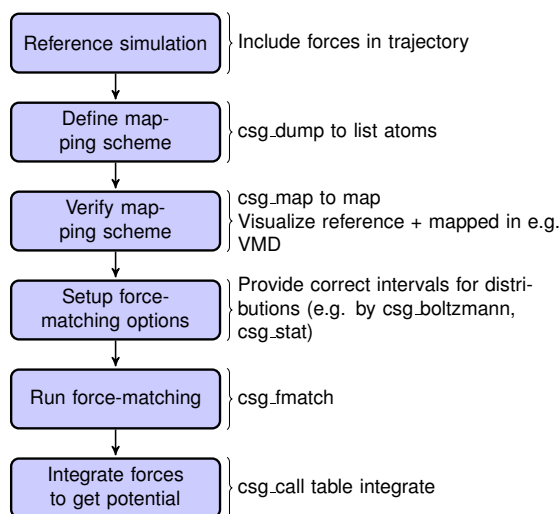 Reference simulation
Include forces in trajectory
Define map-
ping scheme
csg_dump to list atoms
Verify map-
ping scheme
csg_map to map
Visualize reference + mapped in e.g.
VMD
Setup force-
matching options
Provide correct intervals for distri-
butions (e.g. by csg_boltzmann,
csg_stat)
Run force-matching
csg_fmatch
Integrate forces
to get potential
csg_call table integrate